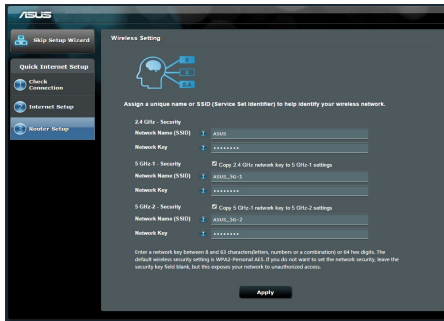 ASUS
Skip Setup Wizard
Wireless Setting
Quick Internet Setup
1 Check Connection
2 Internet Setup
3 Router Setup
5
5
2.4
Assign a unique name or SSID (Service Set Identifier) to help identify your wireless network.
2.4 GHz - Security
Network Name (SSID) ASUS
Network Key ••••••••
5 GHz-1 - Security Copy 2.4 GHz network key to 5 GHz-1 settings
Network Name (SSID) ASUS_5G-1
Network Key ••••••••
5 GHz-2 - Security Copy 5 GHz-1 network key to 5 GHz-2 settings
Network Name (SSID) ASUS_5G-2
Network Key ••••••••
Enter a network key between 8 and 63 characters(letters, numbers or a combination) or 64 hex digits. The
default wireless security setting is WPA2-Personal AES. If you do not want to set the network security, leave the
security key field blank, but this exposes your network to unauthorized access.
Apply